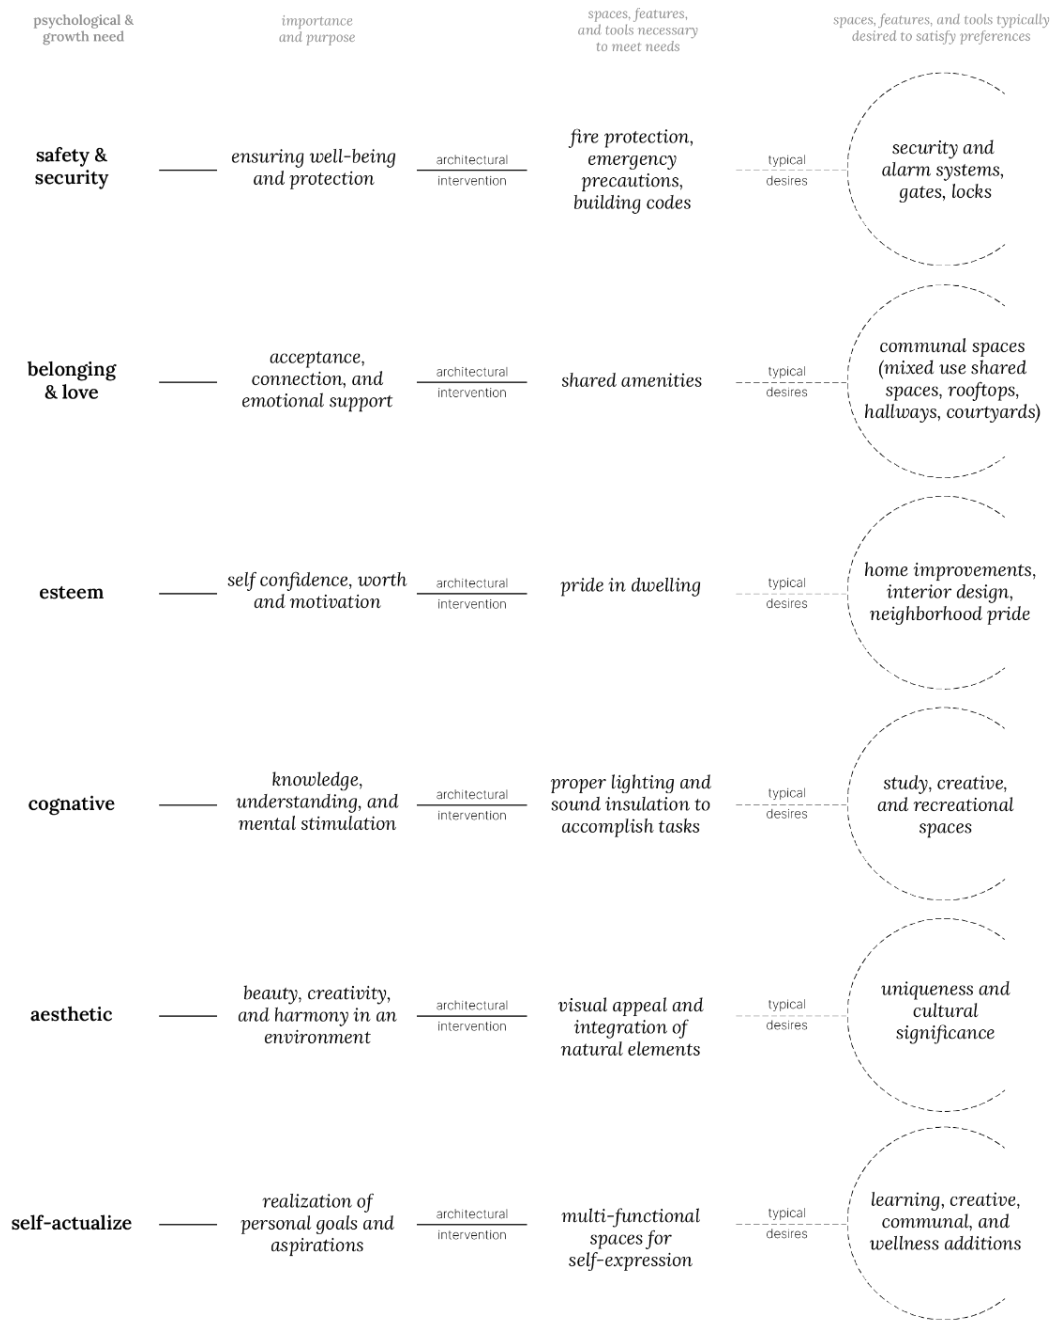 psychological &
growth need
importance
and purpose
spaces, features,
and tools necessary
to meet needs
spaces, features, and tools typically
desired to satisfy preferences
safety &
security
ensuring well-being
and protection
architectural
intervention
fire protection,
emergency
precautions,
building codes
typical
desires
security and
alarm systems,
gates, locks
belonging
& love
acceptance,
connection, and
emotional support
architectural
intervention
shared amenities
typical
desires
communal spaces
(mixed use shared
spaces, rooftops,
hallways, courtyards)
esteem
self confidence, worth
and motivation
architectural
intervention
pride in dwelling
typical
desires
home improvements,
interior design,
neighborhood pride
cognative
knowledge,
understanding, and
mental stimulation
architectural
intervention
proper lighting and
sound insulation to
accomplish tasks
typical
desires
study, creative,
and recreational
spaces
aesthetic
beauty, creativity,
and harmony in an
environment
architectural
intervention
visual appeal and
integration of
natural elements
typical
desires
uniqueness and
cultural
significance
self-actualize
realization of
personal goals and
aspirations
architectural
intervention
multi-functional
spaces for
self-expression
typical
desires
learning, creative,
communal, and
wellness additions